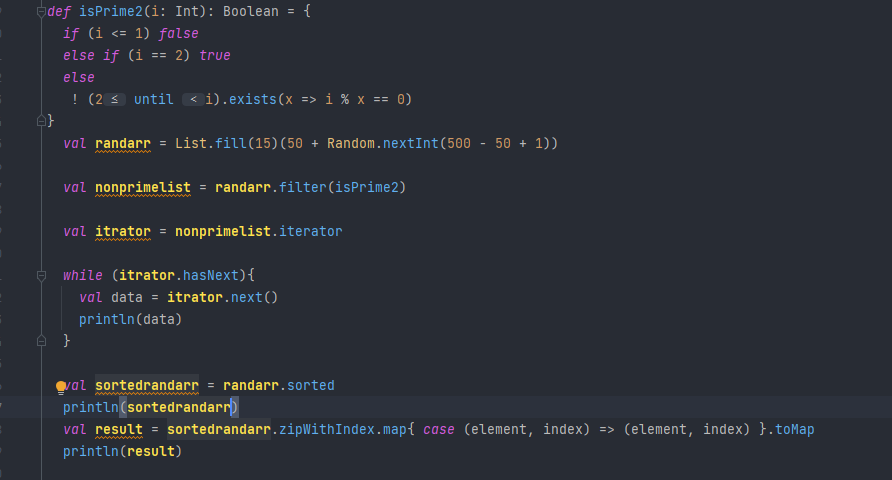 def isPrime2(i: Int): Boolean = {
if (i <= 1) false
else if (i == 2) true
else
! (2 ≤ until < i).exists(x => i % x == 0)
}
val randarr = List.fill(15)(50 + Random.nextInt(500 - 50 + 1))
val nonprimelist = randarr.filter(isPrime2)
val itrator = nonprimelist.iterator
while (itrator.hasNext){
val data = itrator.next()
println(data)
}
val sortedrandarr = randarr.sorted
println(sortedrandarr)
val result = sortedrandarr.zipWithIndex.map{ case (element, index) => (element, index) }.toMap
println(result)